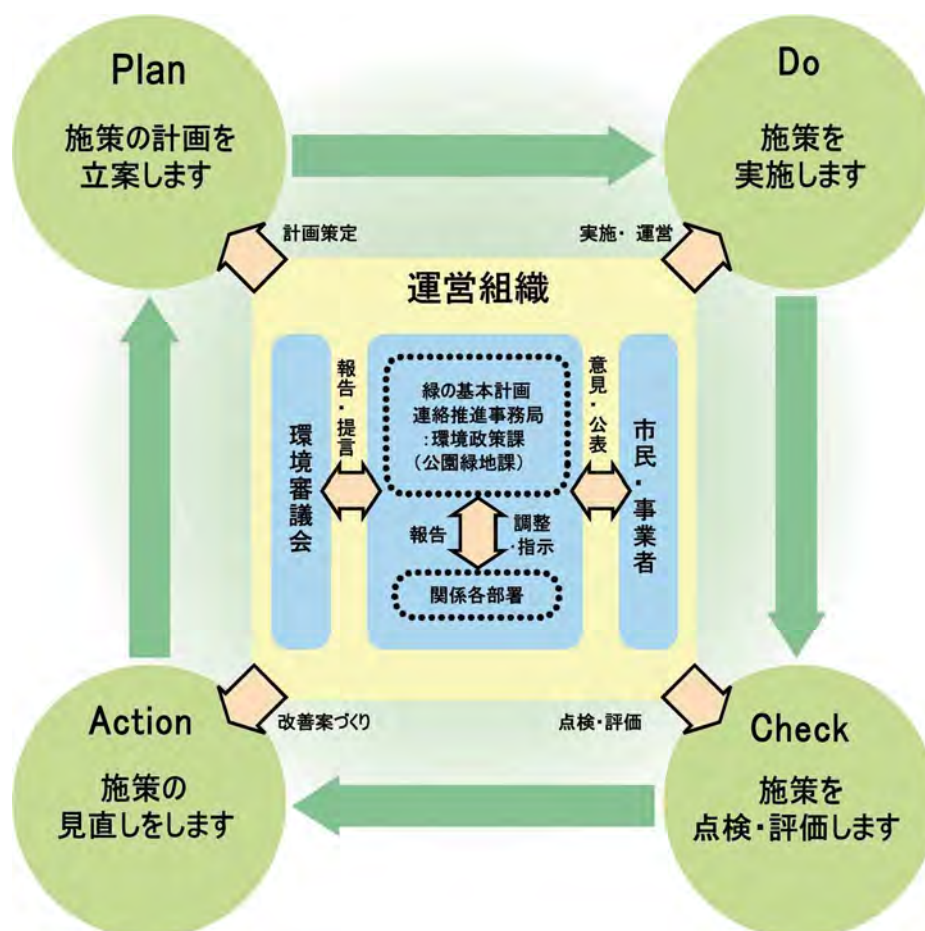 Plan
施策の計画を
立案します
Do
施策を
実施します
計画策定
実施・運営
運営組織
環境審議会
報告・提言
緑の基本計画
連絡推進事務局
:環境政策課
(公園緑地課)
意見・公表
市民・事業者
報告
調整
・指示
関係各部署
改善案づくり
点検・評価
Action
施策の
見直しをします
Check
施策を
点検・評価します